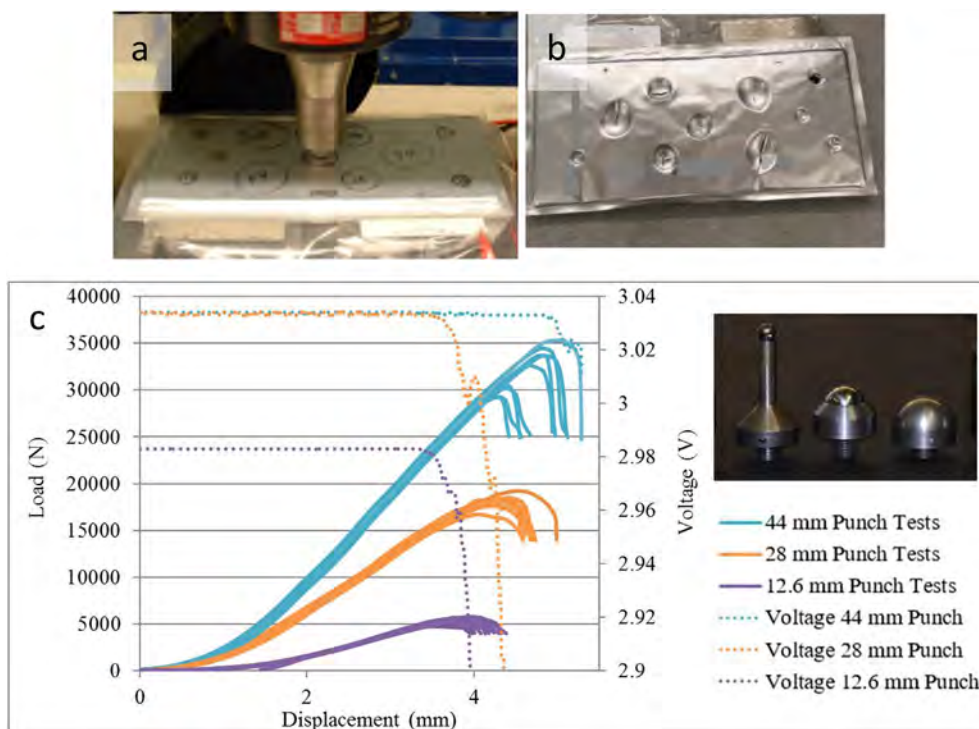 a
b
c
40000
35000
30000
25000
20000
15000
10000
5000
0
Load (N)
0
2
4
Displacement (mm)
3.04
3.02
3
2.98
2.96
2.94
2.92
2.9
Voltage (V)
44 mm Punch Tests
28 mm Punch Tests
12.6 mm Punch Tests
Voltage 44 mm Punch
Voltage 28 mm Punch
Voltage 12.6 mm Punch